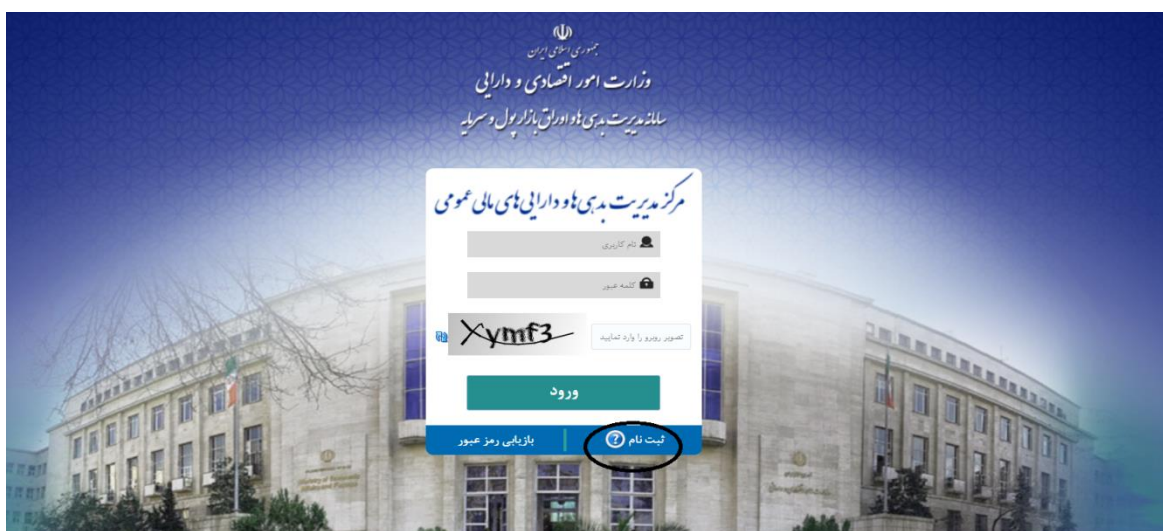 جمهوری اسلامی ایران
وزارت امور اقتصادی و دارایی
سامانه مدیریت بدهی ها و اوراق بازار پول و سرمایه
مرکز مدیریت بدهی ها و دارایی های مالی عمومی
نام کاربری
کلمه عبور
تصویر روبرو را وارد نمایید
Xymf3
ورود
ثبت نام ?
بازیابی رمز عبور